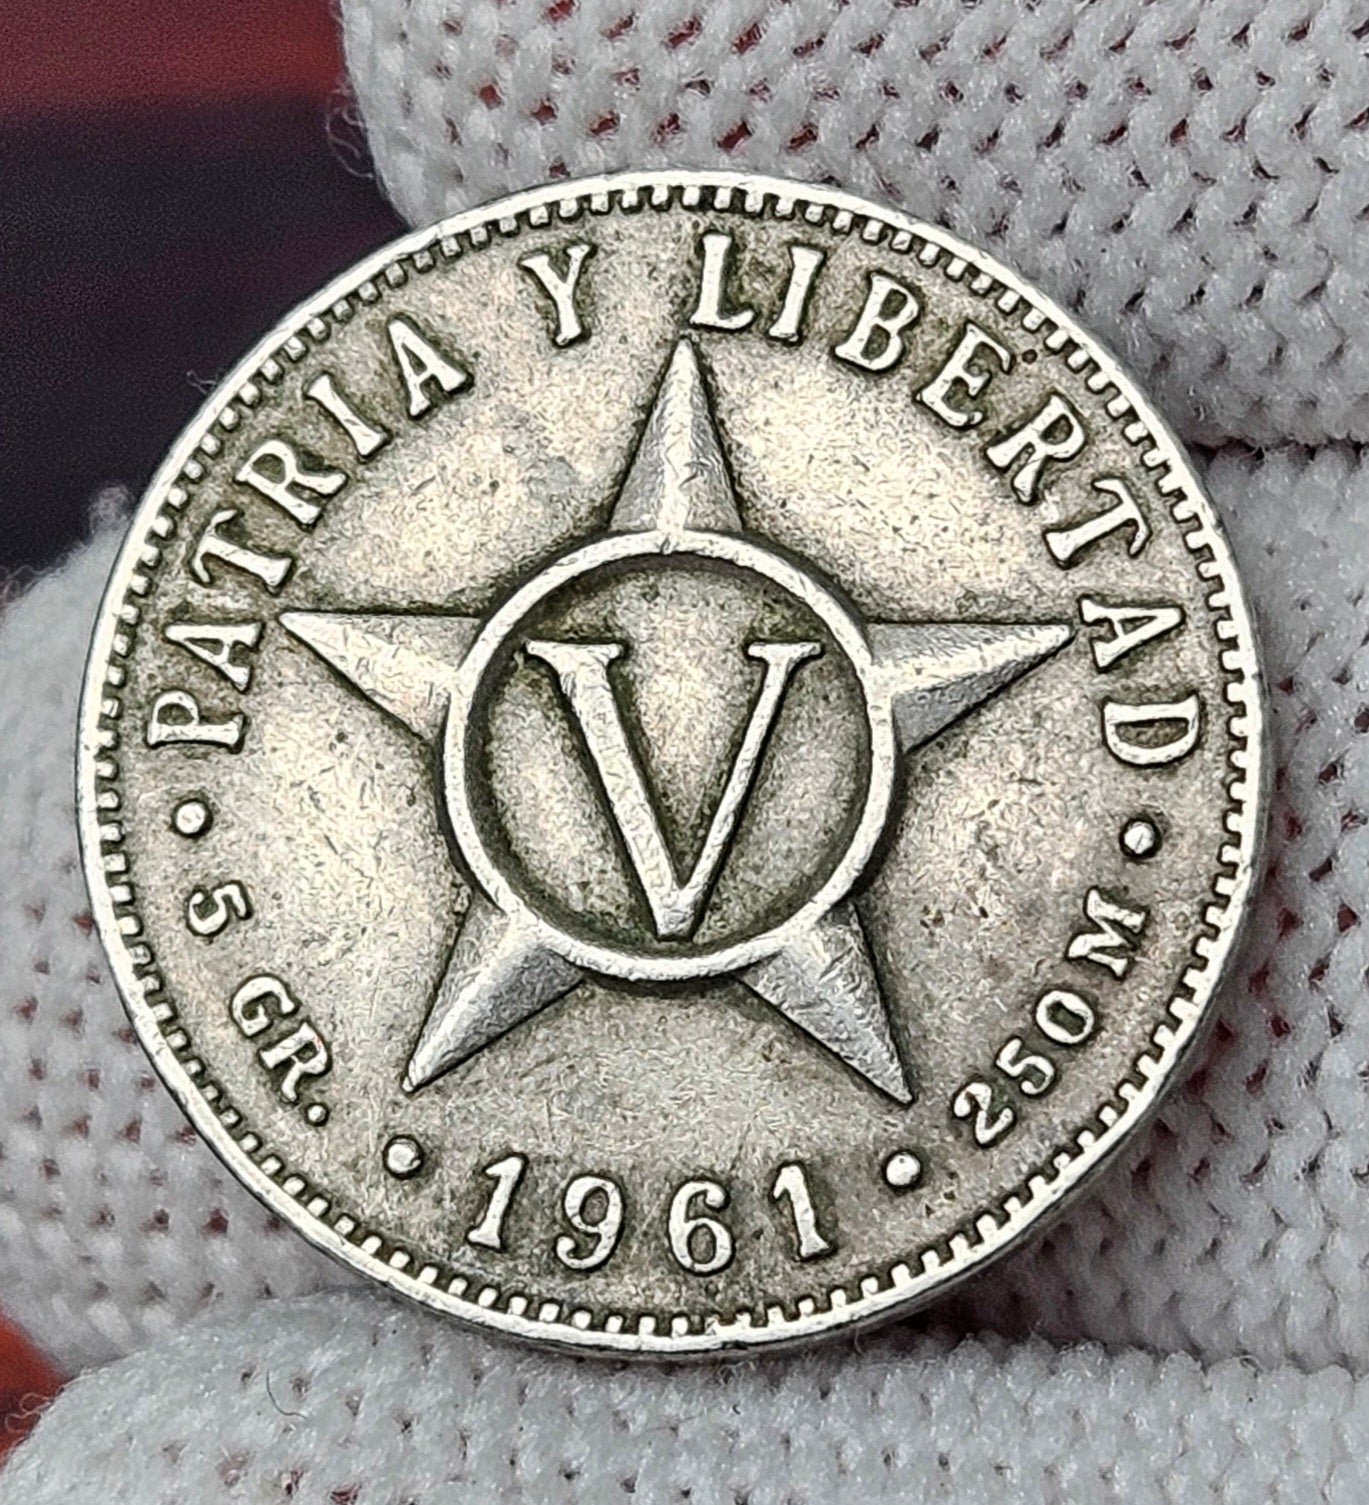 PATRIA Y LIBERTAD
V
5 GR. • 1961 • 250 M